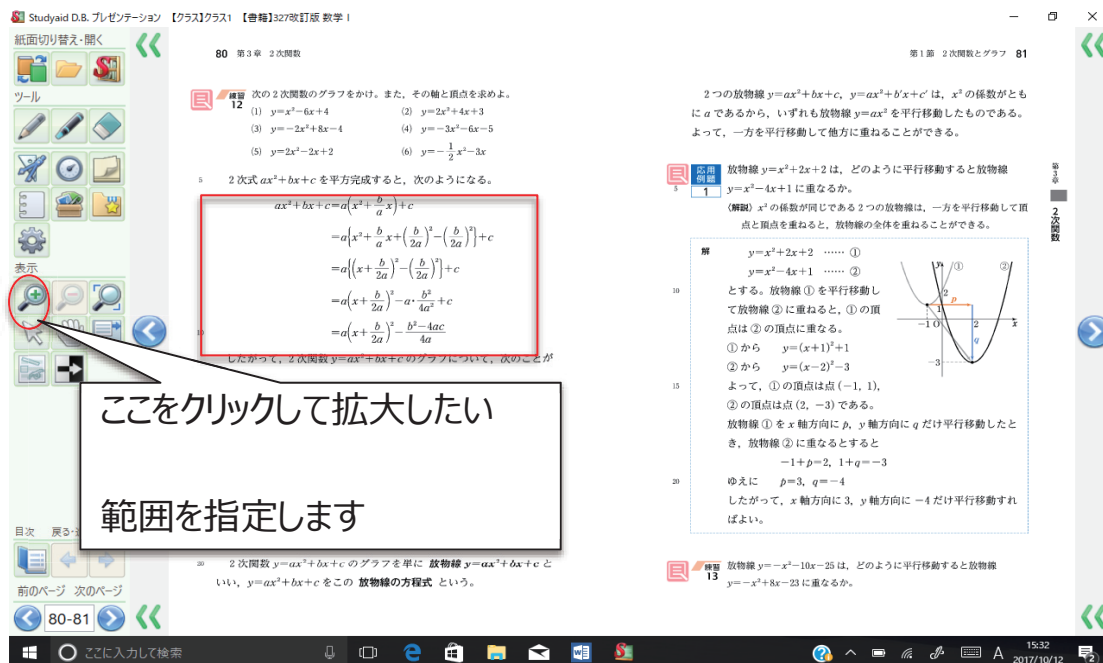 Studyaid D.B. プレゼンテーション 【クラス】クラス1 【書籍】327改訂版 数学Ⅰ
紙面切り替え・開く
ツール
表示
目次 戻る・
前のページ 次のページ
80-81
80 第3章 2次関数
練習 12 次の2次関数のグラフをかけ。また，その軸と頂点を求めよ。
(1) y=x²-6x+4 (2) y=2x²+4x+3
(3) y=-2x²+8x-4 (4) y=-3x²-6x-5
(5) y=2x²-2x+2 (6) y=-1/2 x²-3x
5 2次式 ax²+bx+c を平方完成すると，次のようになる。
ax²+bx+c=a(x²+b/a x)+c
=a{x²+b/a x+(b/2a)²-(b/2a)²}+c
=a{(x+b/2a)²-(b/2a)²}+c
=a(x+b/2a)²-a・b²/4a²+c
10 =a(x+b/2a)²-b²-4ac/4a
したがって，2次関数 y=ax²+bx+c のグラフについて，次のことが
ここをクリックして拡大したい
範囲を指定します
20 2次関数 y=ax²+bx+c のグラフを単に 放物線 y=ax²+bx+c と
いい，y=ax²+bx+c をこの 放物線の方程式 という。
第1節 2次関数とグラフ 81
2つの放物線 y=ax²+bx+c，y=ax²+b'x+c' は，x² の係数がとも
に a であるから，いずれも放物線 y=ax² を平行移動したものである。
よって，一方を平行移動して他方に重ねることができる。
応用例題 1 放物線 y=x²+2x+2 は，どのように平行移動すると放物線
5 y=x²-4x+1 に重なるか。
〈解説〉 x² の係数が同じである2つの放物線は，一方を平行移動して頂
点と頂点を重ねると，放物線の全体を重ねることができる。
解 y=x²+2x+2 …… ①
y=x²-4x+1 …… ②
10 とする。放物線 ① を平行移動し
て放物線 ② に重ねると，① の頂
点は ② の頂点に重なる。
① から y=(x+1)²+1
② から y=(x-2)²-3
15 よって，① の頂点は点 (-1, 1)，
② の頂点は点 (2, -3) である。
放物線 ① を x 軸方向に p，y 軸方向に q だけ平行移動したと
き，放物線 ② に重なるとすると
-1+p=2，1+q=-3
20 ゆえに p=3，q=-4
したがって，x 軸方向に 3，y 軸方向に -4 だけ平行移動すれ
ばよい。
y ① ②
2 p
1
-1 O 2 x
q
-3
練習 13 放物線 y=-x²-10x-25 は，どのように平行移動すると放物線
y=-x²+8x-23 に重なるか。
第3章
2次関数
ここに入力して検索
A
15:32
2017/10/12
2